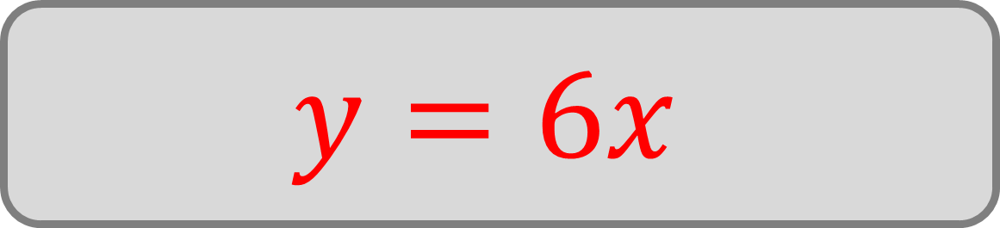 y = 6x